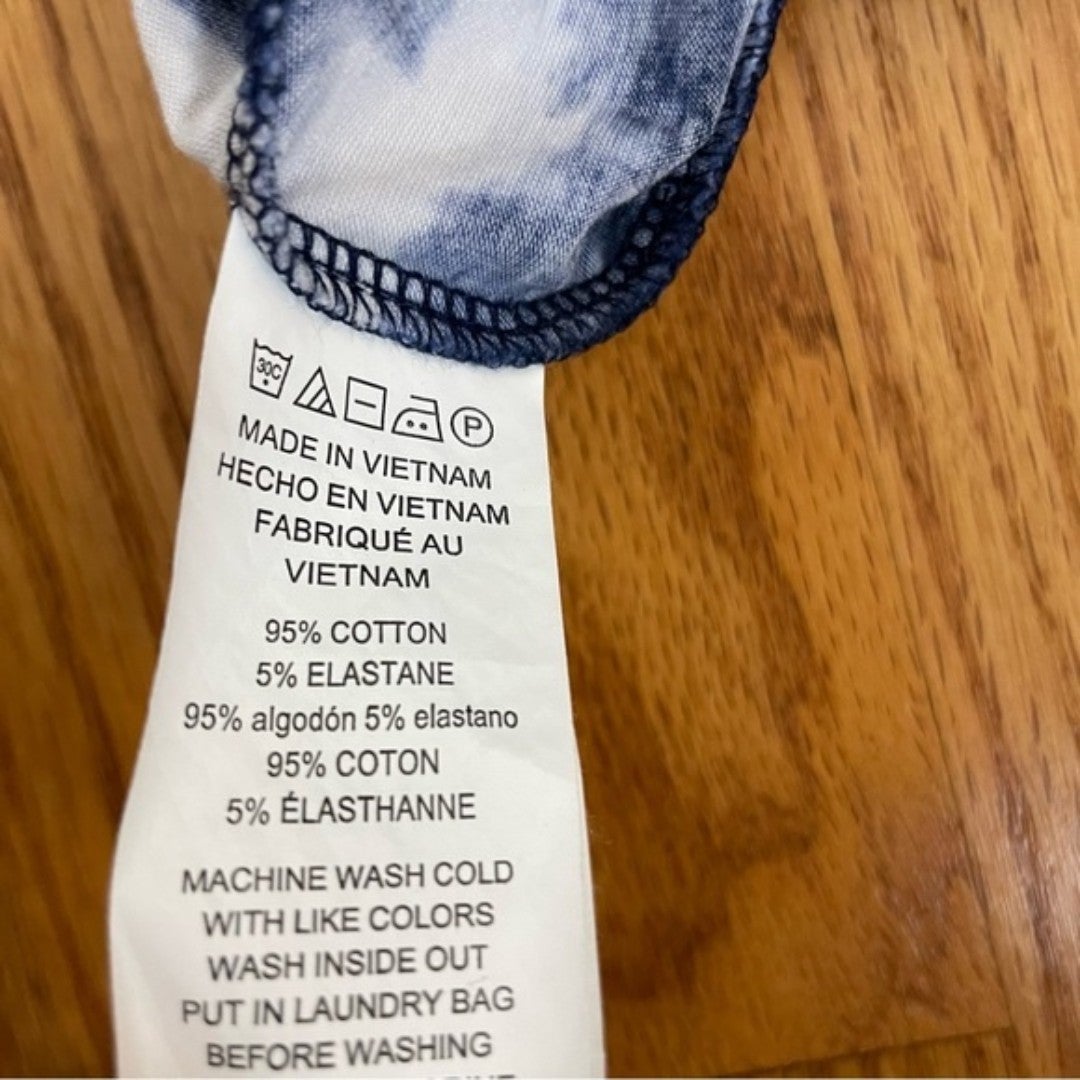 30C
P
MADE IN VIETNAM
HECHO EN VIETNAM
FABRIQUÉ AU
VIETNAM
95% COTTON
5% ELASTANE
95% algodón 5% elastano
95% COTON
5% ÉLASTHANNE
MACHINE WASH COLD
WITH LIKE COLORS
WASH INSIDE OUT
PUT IN LAUNDRY BAG
BEFORE WASHING